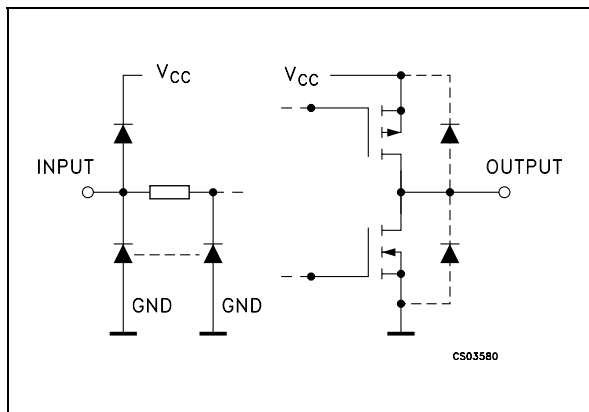 VCC
VCC
INPUT
OUTPUT
GND
GND
CS03580